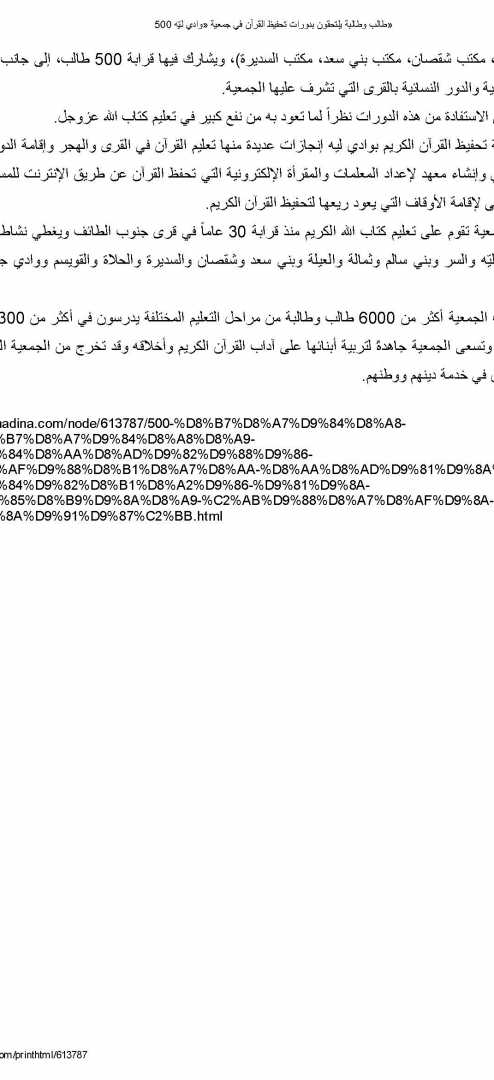 500 طالب وطالبة يلتحقون بدورات تحفيظ القرآن في جمعية «وادي ليّه»
، مكتب شقصان، مكتب بني سعد، مكتب السديرة)، ويشارك فيها قرابة 500 طالب، إلى جانب
ية والدور النسائية بالقرى التي تشرف عليها الجمعية.
الاستفادة من هذه الدورات نظراً لما تعود به من نفع كبير في تعليم كتاب الله عزوجل.
ة تحفيظ القرآن الكريم بوادي ليه إنجازات عديدة منها تعليم القرآن في القرى والهجر وإقامة الدو
وإنشاء معهد لإعداد المعلمات والمقرأة الإلكترونية التي تحفظ القرآن عن طريق الإنترنت للمس
ى لإقامة الأوقاف التي يعود ريعها لتحفيظ القرآن الكريم.
معية تقوم على تعليم كتاب الله الكريم منذ قرابة 30 عاماً في قرى جنوب الطائف ويغطي نشاط
ليّه والسر وبني سالم وثمالة والعيلة وبني سعد وشقصان والسديرة والحلاة والقويسم ووادي ج
الجمعية أكثر من 6000 طالب وطالبة من مراحل التعليم المختلفة يدرسون في أكثر من 300
وتسعى الجمعية جاهدة لتربية أبنائها على آداب القرآن الكريم وأخلاقه وقد تخرج من الجمعية ال
في خدمة دينهم ووطنهم.
adina.com/node/613787/500-%D8%B7%D8%A7%D9%84%D8%A8-
%B7%D8%A7%D9%84%D8%A8%D8%A9-
%84%D8%AA%D8%AD%D9%82%D9%88%D9%86-
%AF%D9%88%D8%B1%D8%A7%D8%AA-%D8%AA%D8%AD%D9%81%D9%8A%
%84%D9%82%D8%B1%D8%A2%D9%86-%D9%81%D9%8A-
%85%D8%B9%D9%8A%D8%A9-%C2%AB%D9%88%D8%A7%D8%AF%D9%8A-
%8A%D9%91%D9%87%C2%BB.html
om/printhtml/613787